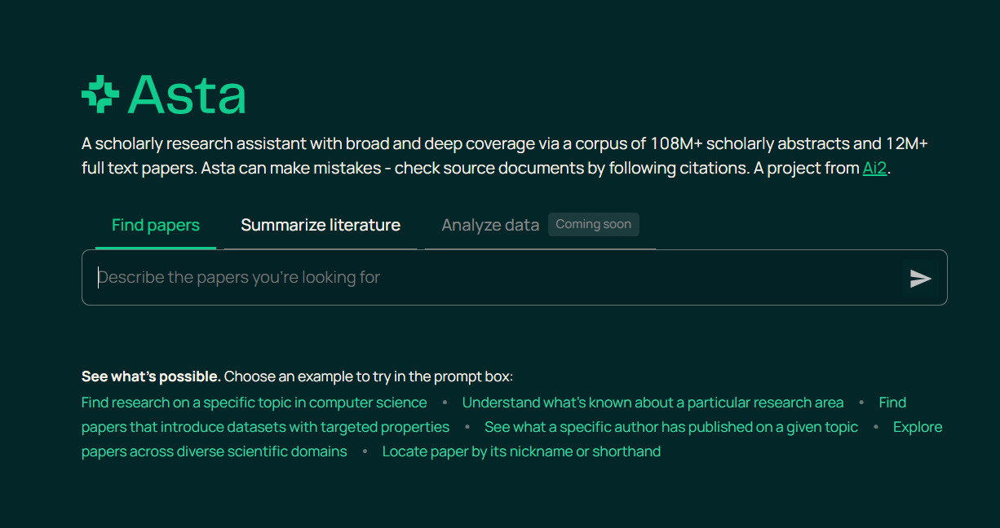 Asta
A scholarly research assistant with broad and deep coverage via a corpus of 108M+ scholarly abstracts and 12M+
full text papers. Asta can make mistakes - check source documents by following citations. A project from Ai2.
Find papers Summarize literature Analyze data Coming soon
Describe the papers you’re looking for
See what’s possible. Choose an example to try in the prompt box:
Find research on a specific topic in computer science • Understand what’s known about a particular research area • Find
papers that introduce datasets with targeted properties • See what a specific author has published on a given topic • Explore
papers across diverse scientific domains • Locate paper by its nickname or shorthand